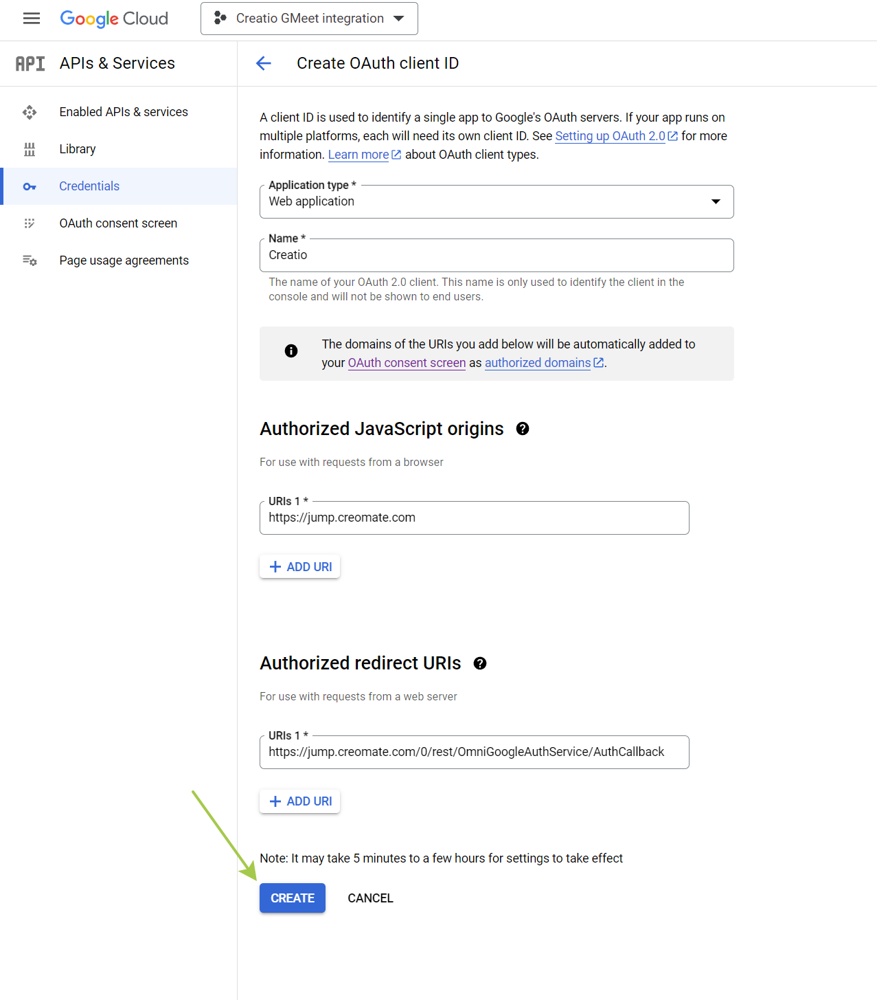 Google Cloud
Creatio GMeet integration
API APIs & Services
Create OAuth client ID
Enabled APIs & services
Library
Credentials
OAuth consent screen
Page usage agreements
A client ID is used to identify a single app to Google's OAuth servers. If your app runs on
multiple platforms, each will need its own client ID. See Setting up OAuth 2.0 for more
information. Learn more about OAuth client types.
Application type *
Web application
Name *
Creatio
The name of your OAuth 2.0 client. This name is only used to identify the client in the
console and will not be shown to end users.
The domains of the URIs you add below will be automatically added to
your OAuth consent screen as authorized domains.
Authorized JavaScript origins
For use with requests from a browser
URIs 1 *
https://jump.creomate.com
ADD URI
Authorized redirect URIs
For use with requests from a web server
URIs 1 *
https://jump.creomate.com/0/rest/OmniGoogleAuthService/AuthCallback
ADD URI
Note: It may take 5 minutes to a few hours for settings to take effect
CREATE
CANCEL